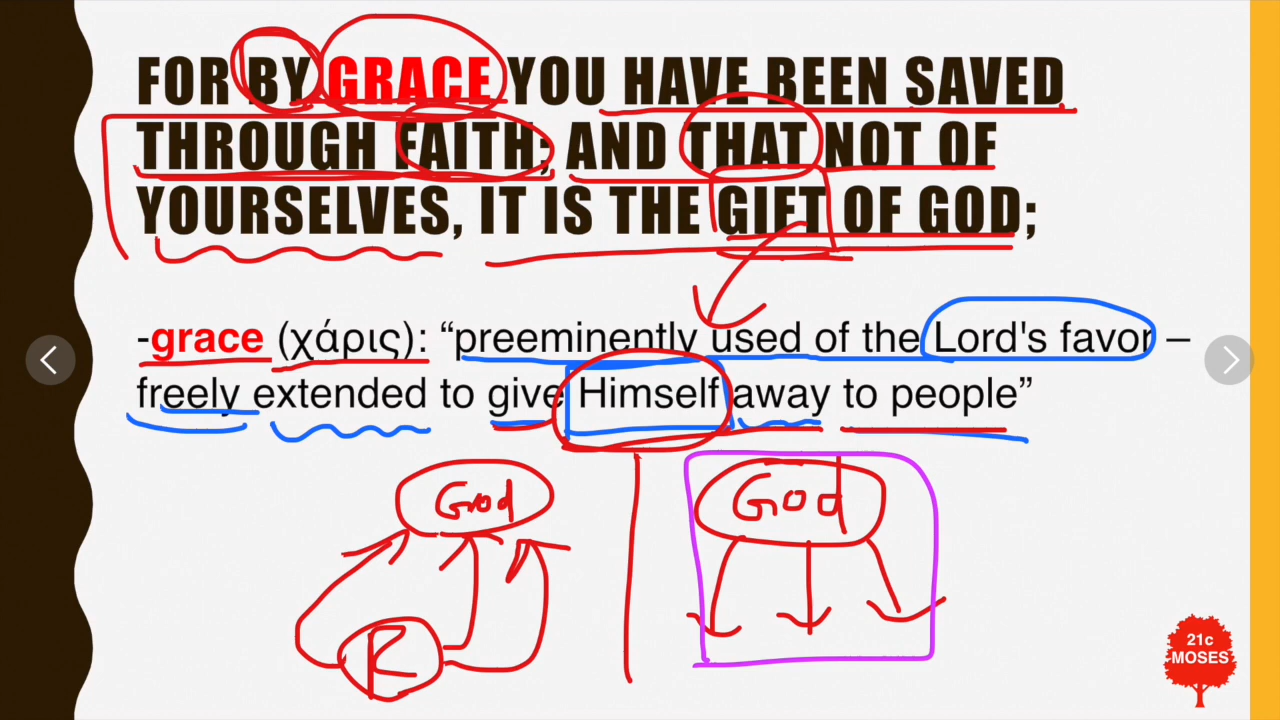 FOR BY GRACE YOU HAVE BEEN SAVED
THROUGH FAITH; AND THAT NOT OF
YOURSELVES, IT IS THE GIFT OF GOD;
-grace (χάρις): “preeminently used of the Lord's favor –
freely extended to give Himself away to people”
God
God
R
21c
MOSES